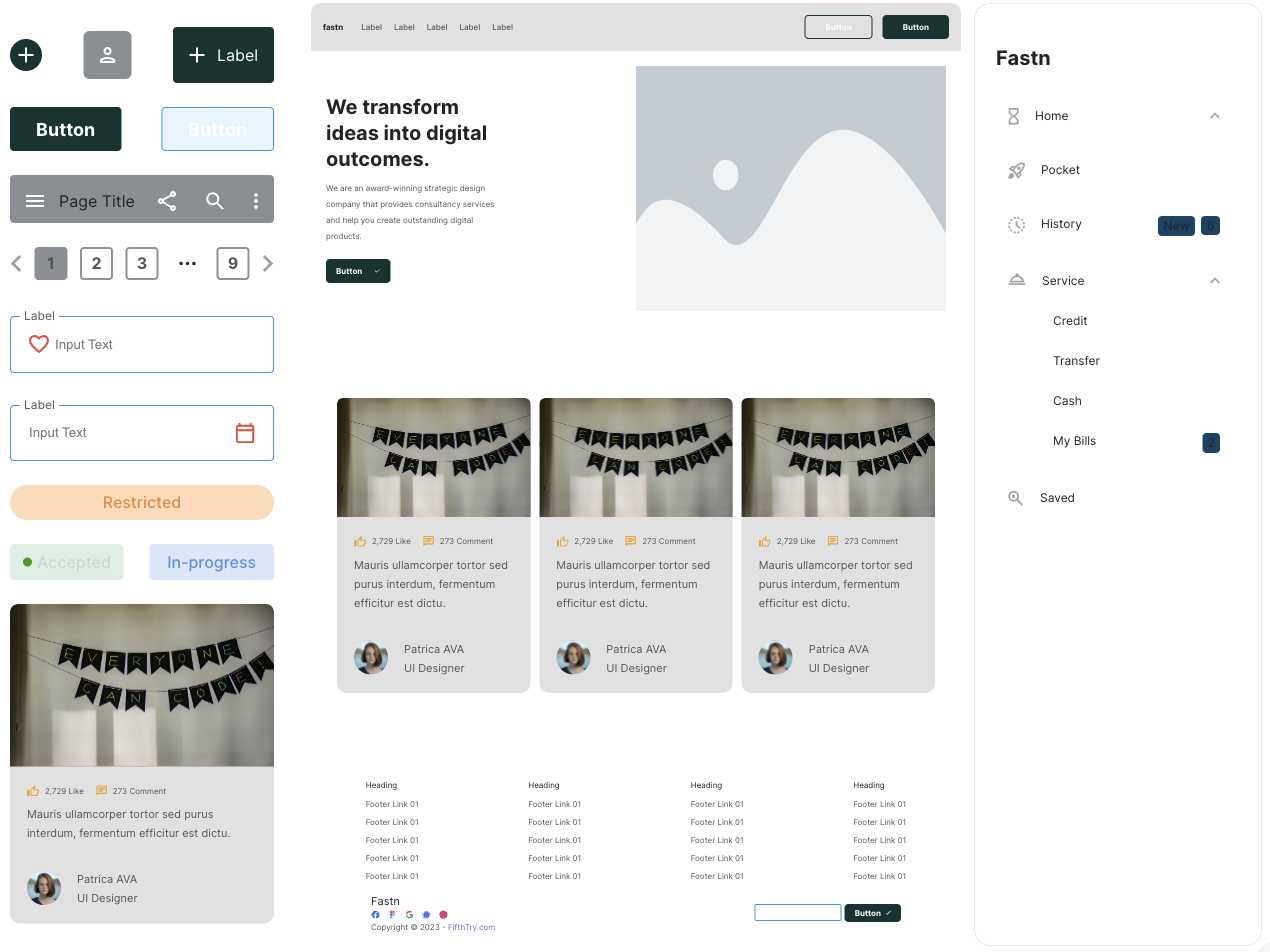 Label
Button
Button
Page Title
1
2
3
9
Label
Input Text
Label
Input Text
Restricted
Accepted
In-progress
EVERYONE
CAN CODE!
2,729 Like 273 Comment
Mauris ullamcorper tortor sed purus
interdum, fermentum efficitur est dictu.
Patrica AVA
UI Designer
fastn Label Label Label Label Label Button Button
We transform
ideas into digital
outcomes.
We are an award-winning strategic design
company that provides consultancy services
and help you create outstanding digital
products.
Button
EVERYONE
CAN CODE!
2,729 Like 273 Comment
Mauris ullamcorper tortor sed
purus interdum, fermentum
efficitur est dictu.
Patrica AVA
UI Designer
EVERYONE
CAN CODE!
2,729 Like 273 Comment
Mauris ullamcorper tortor sed
purus interdum, fermentum
efficitur est dictu.
Patrica AVA
UI Designer
EVERYONE
CAN CODE!
2,729 Like 273 Comment
Mauris ullamcorper tortor sed
purus interdum, fermentum
efficitur est dictu.
Patrica AVA
UI Designer
Heading
Footer Link 01
Footer Link 01
Footer Link 01
Footer Link 01
Footer Link 01
Heading
Footer Link 01
Footer Link 01
Footer Link 01
Footer Link 01
Footer Link 01
Heading
Footer Link 01
Footer Link 01
Footer Link 01
Footer Link 01
Footer Link 01
Heading
Footer Link 01
Footer Link 01
Footer Link 01
Footer Link 01
Footer Link 01
Fastn
Copyright © 2023 - FifthTry.com
Button
Fastn
Home
Pocket
History New 6
Service
Credit
Transfer
Cash
My Bills 2
Saved